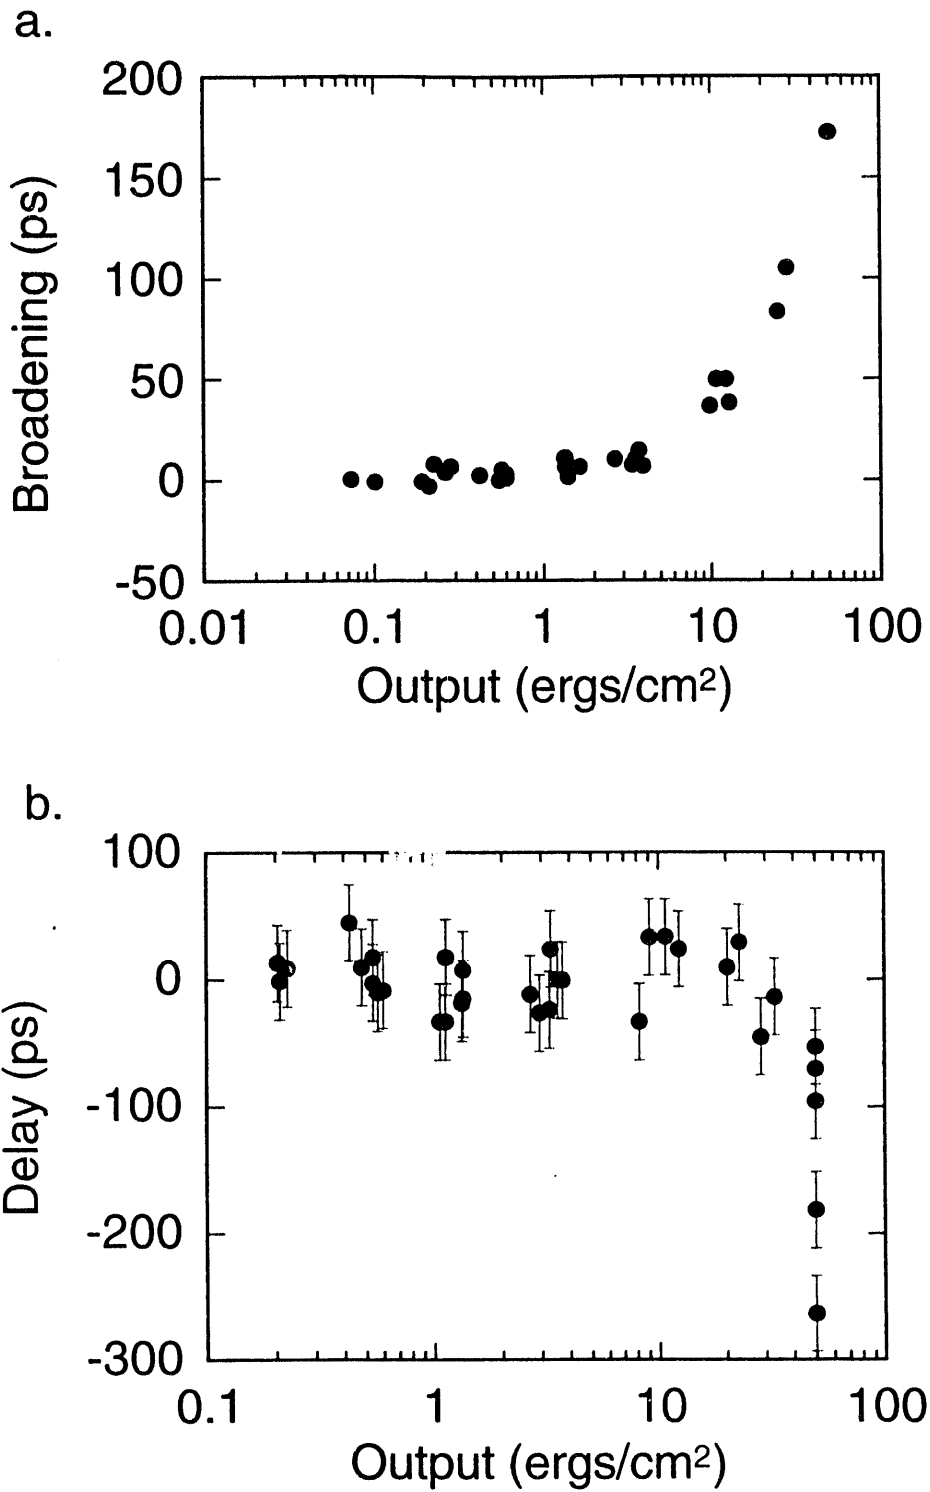 a.
200
150
100
50
0
-50
Broadening (ps)
0.01 0.1 1 10 100
Output (ergs/cm2)
b.
100
0
-100
-200
-300
Delay (ps)
0.1 1 10 100
Output (ergs/cm2)